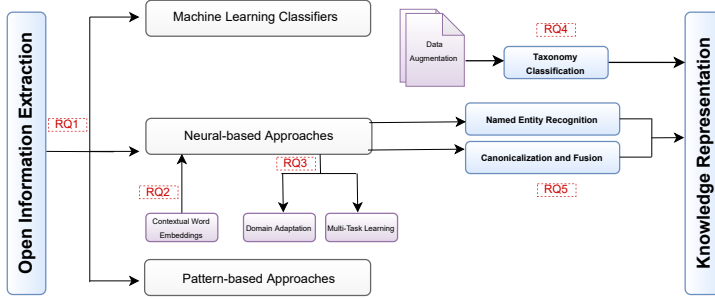 Open Information Extraction
RQ1
Machine Learning Classifiers
Neural-based Approaches
RQ2
RQ3
Contextual Word
Embeddings
Domain Adaptation
Multi-Task Learning
Pattern-based Approaches
Data
Augmentation
RQ4
Taxonomy
Classification
Named Entity Recognition
Canonicalization and Fusion
RQ5
Knowledge Representation